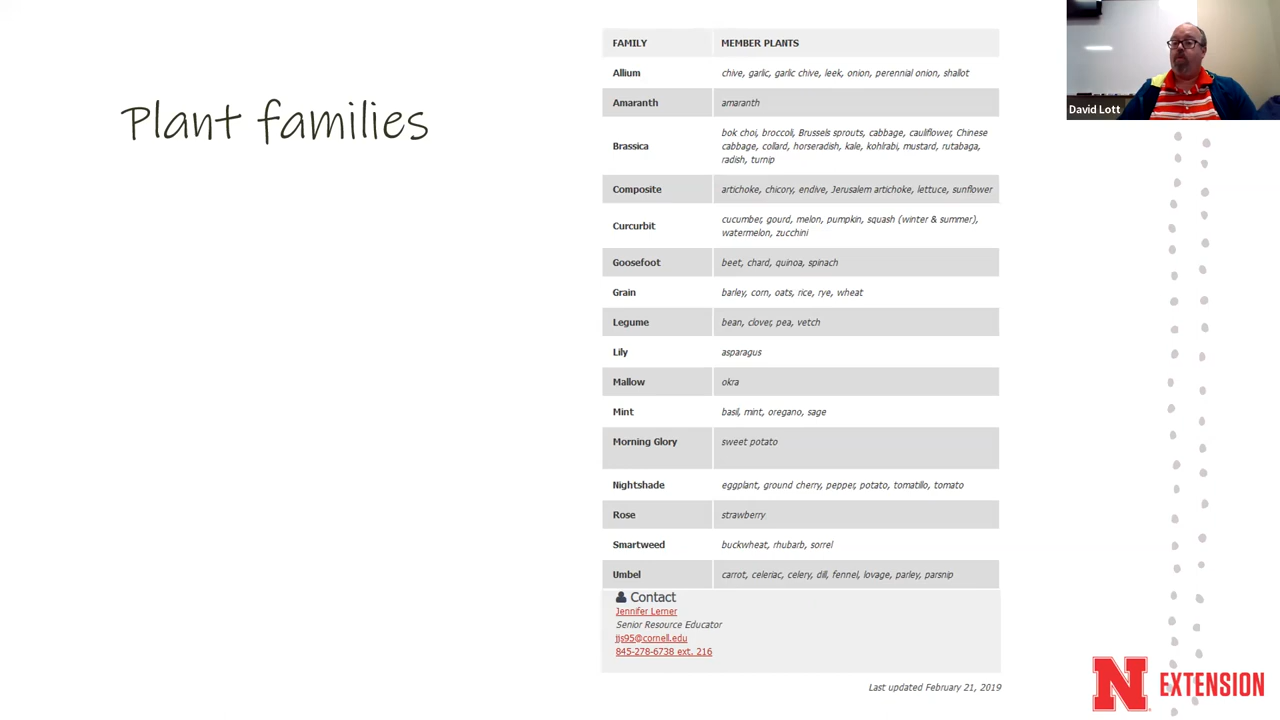 Plant families
FAMILY MEMBER PLANTS
Allium chive, garlic, garlic chive, leek, onion, perennial onion, shallot
Amaranth amaranth
Brassica bok choi, broccoli, Brussels sprouts, cabbage, cauliflower, Chinese
cabbage, collard, horseradish, kale, kohlrabi, mustard, rutabaga,
radish, turnip
Composite artichoke, chicory, endive, Jerusalem artichoke, lettuce, sunflower
Curcurbit cucumber, gourd, melon, pumpkin, squash (winter & summer),
watermelon, zucchini
Goosefoot beet, chard, quinoa, spinach
Grain barley, corn, oats, rice, rye, wheat
Legume bean, clover, pea, vetch
Lily asparagus
Mallow okra
Mint basil, mint, oregano, sage
Morning Glory sweet potato
Nightshade eggplant, ground cherry, pepper, potato, tomatillo, tomato
Rose strawberry
Smartweed buckwheat, rhubarb, sorrel
Umbel carrot, celeriac, celery, dill, fennel, lovage, parley, parsnip
Contact
Jennifer Lerner
Senior Resource Educator
jjs95@cornell.edu
845-278-6738 ext. 216
Last updated February 21, 2019
David Lott
N EXTENSION